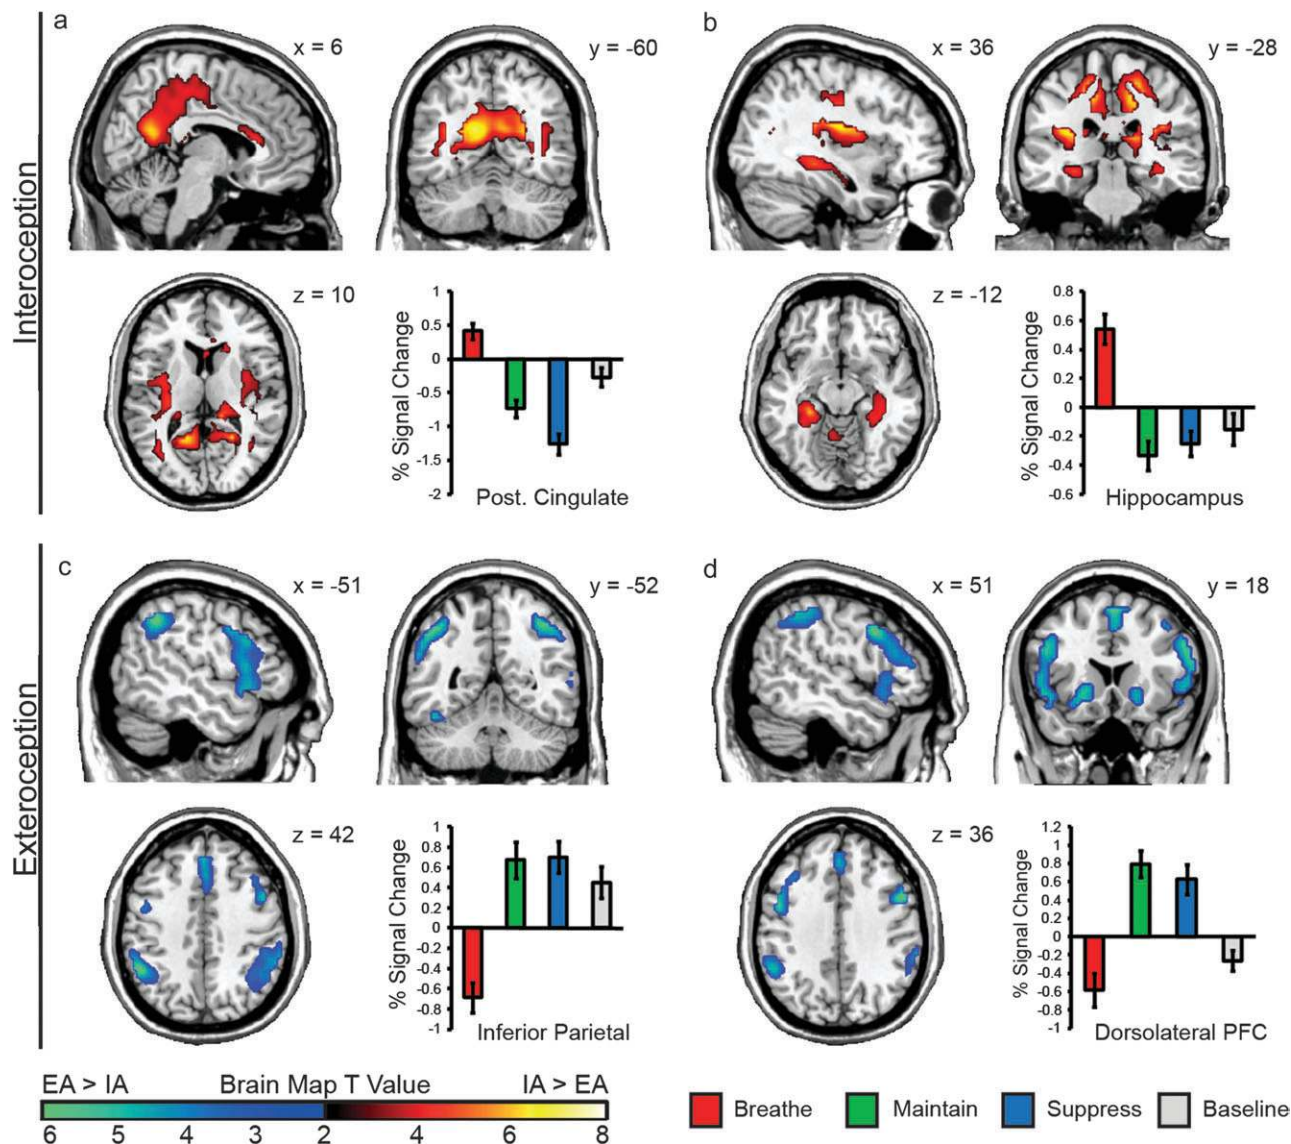 Interoception
a
x = 6
y = -60
z = 10
% Signal Change
1
0.5
0
-0.5
-1
-1.5
-2
Post. Cingulate
b
x = 36
y = -28
z = -12
% Signal Change
0.8
0.6
0.4
0.2
0
-0.2
-0.4
-0.6
Hippocampus
Exteroception
c
x = -51
y = -52
z = 42
% Signal Change
1
0.8
0.6
0.4
0.2
0
-0.2
-0.4
-0.6
-0.8
-1
Inferior Parietal
d
x = 51
y = 18
z = 36
% Signal Change
1.2
1
0.8
0.6
0.4
0.2
0
-0.2
-0.4
-0.6
-0.8
-1
Dorsolateral PFC
EA > IA Brain Map T Value IA > EA
6 5 4 3 2 4 6 8
Breathe Maintain Suppress Baseline